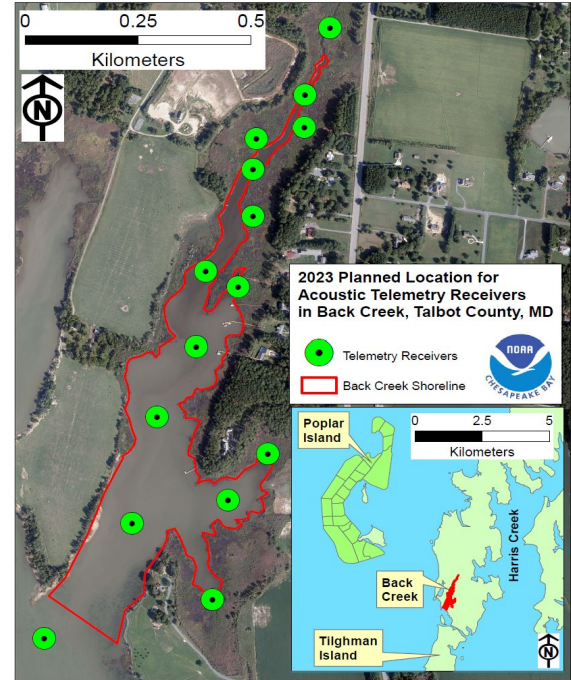 0 0.25 0.5
Kilometers
N
2023 Planned Location for
Acoustic Telemetry Receivers
in Back Creek, Talbot County, MD
Telemetry Receivers
Back Creek Shoreline
NOAA
CHESAPEAKE BAY
0 2.5 5
Kilometers
Poplar
Island
Harris Creek
Back
Creek
Tilghman
Island
N